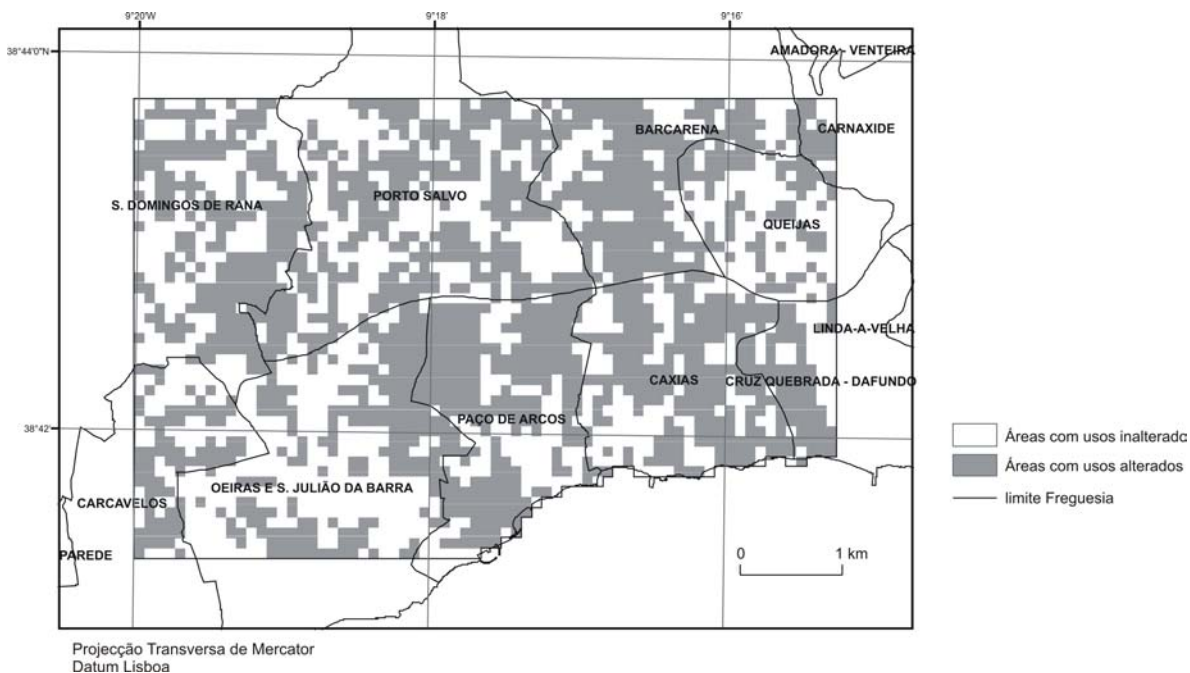 9°20'W
9°18'
9°16'
38°44'0"N
AMADORA - VENTEIRA
BARCARENA
CARNAXIDE
S. DOMINGOS DE RANA
PORTO SALVO
QUEIJAS
LINDA-A-VELHA
CAXIAS
CRUZ QUEBRADA - DAFUNDO
PAÇO DE ARCOS
38°42'
Áreas com usos inalterado
Áreas com usos alterados
limite Freguesia
OEIRAS E S. JULIÃO DA BARRA
CARCAVELOS
PAREDE
0 1 km
Projecção Transversa de Mercator
Datum Lisboa